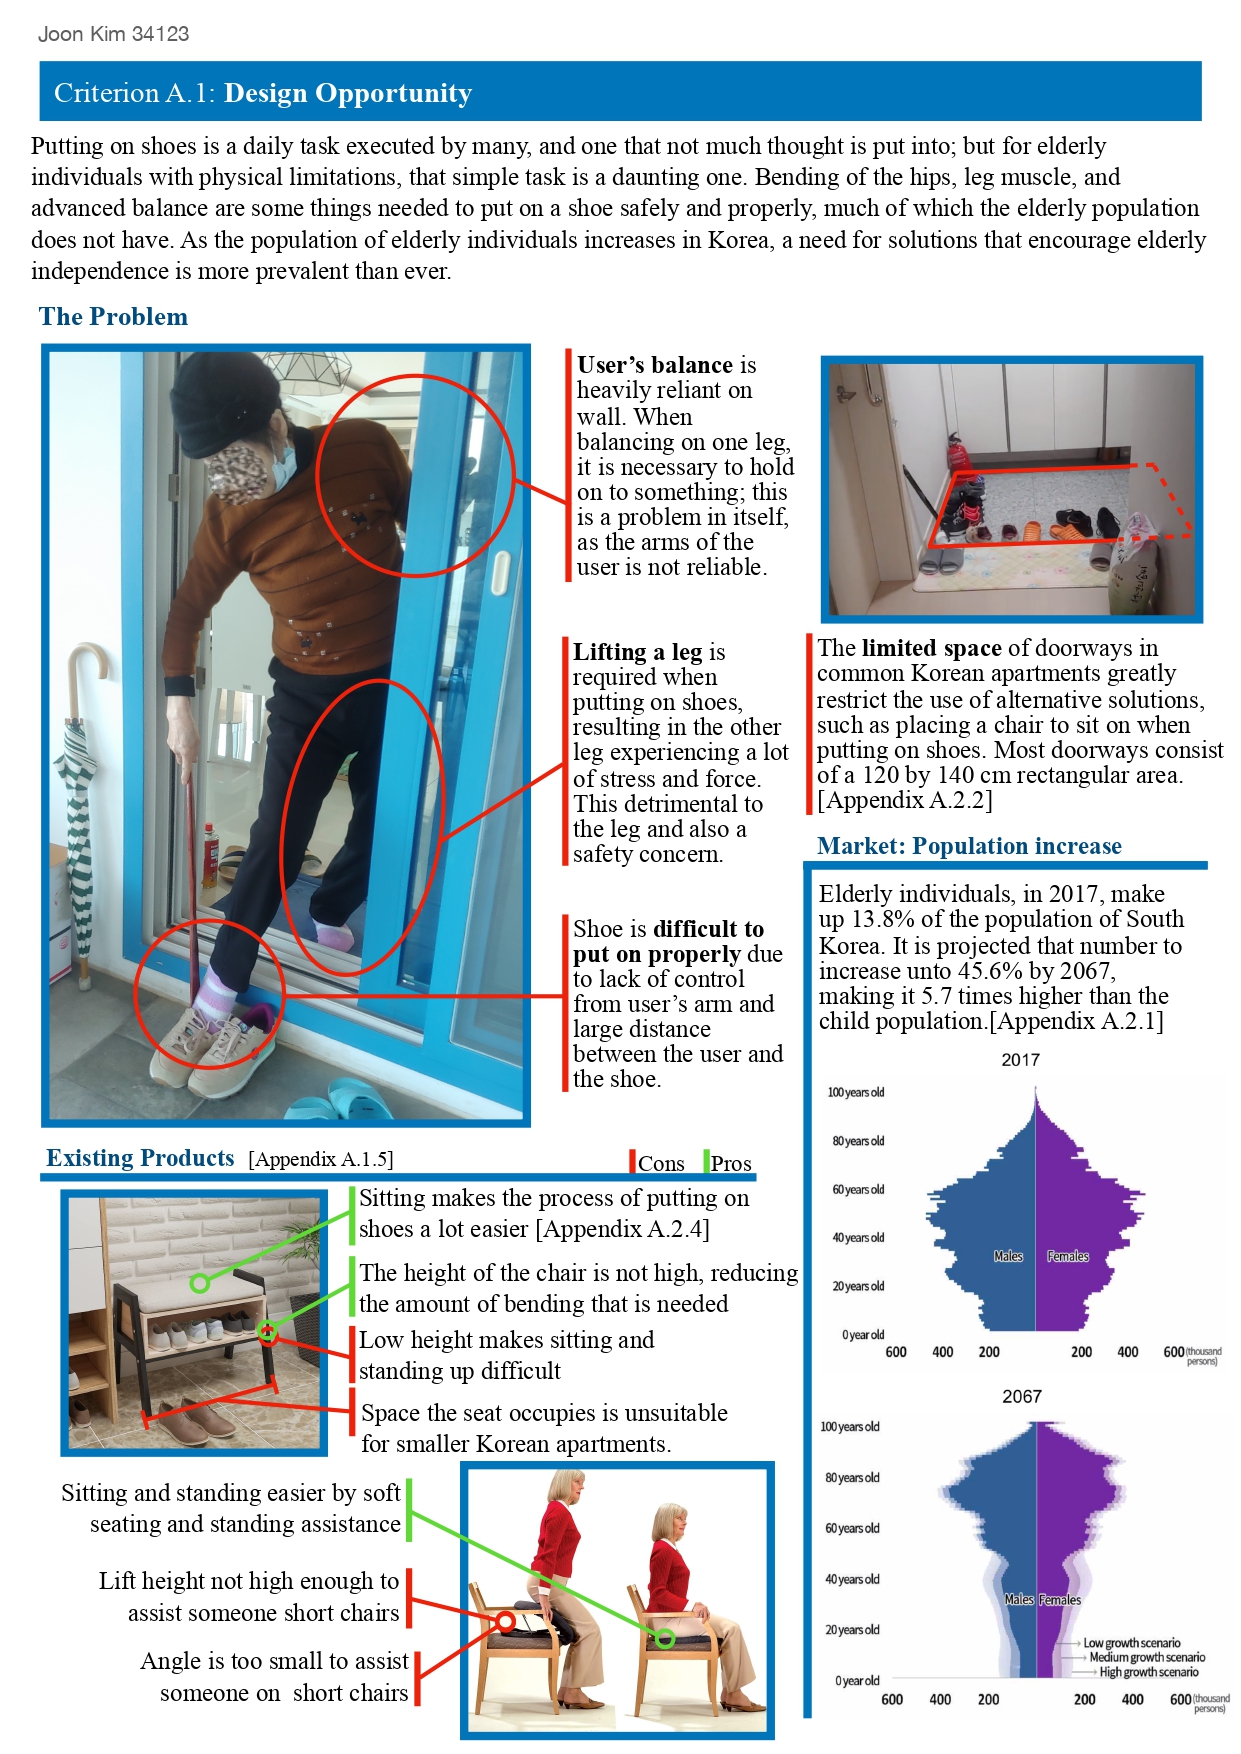 Joon Kim 34123
Criterion A.1: Design Opportunity
Putting on shoes is a daily task executed by many, and one that not much thought is put into; but for elderly
individuals with physical limitations, that simple task is a daunting one. Bending of the hips, leg muscle, and
advanced balance are some things needed to put on a shoe safely and properly, much of which the elderly population
does not have. As the population of elderly individuals increases in Korea, a need for solutions that encourage elderly
independence is more prevalent than ever.
The Problem
User's balance is
heavily reliant on
wall. When
balancing on one leg,
it is necessary to hold
on to something; this
is a problem in itself,
as the arms of the
user is not reliable.
Lifting a leg is
required when
putting on shoes,
resulting in the other
leg experiencing a lot
of stress and force.
This detrimental to
the leg and also a
safety concern.
Shoe is difficult to
put on properly due
to lack of control
from user's arm and
large distance
between the user and
the shoe.
The limited space of doorways in
common Korean apartments greatly
restrict the use of alternative solutions,
such as placing a chair to sit on when
putting on shoes. Most doorways consist
of a 120 by 140 cm rectangular area.
[Appendix A.2.2]
Market: Population increase
Elderly individuals, in 2017, make
up 13.8% of the population of South
Korea. It is projected that number to
increase unto 45.6% by 2067,
making it 5.7 times higher than the
child population.[Appendix A.2.1]
2017
100 years old
80 years old
60 years old
40 years old
Males Females
20 years old
0 year old
600 400 200 200 400 600 (thousand
persons)
2067
100 years old
80 years old
60 years old
40 years old
Males Females
20 years old
Low growth scenario
Medium growth scenario
High growth scenario
0 year old
600 400 200 200 400 600 (thousand
persons)
Existing Products [Appendix A.1.5]
Cons Pros
Sitting makes the process of putting on
shoes a lot easier [Appendix A.2.4]
The height of the chair is not high, reducing
the amount of bending that is needed
Low height makes sitting and
standing up difficult
Space the seat occupies is unsuitable
for smaller Korean apartments.
Sitting and standing easier by soft
seating and standing assistance
Lift height not high enough to
assist someone short chairs
Angle is too small to assist
someone on short chairs